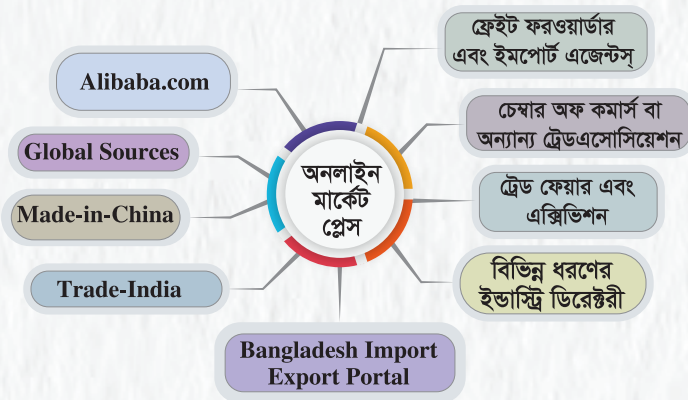 Alibaba.com
Global Sources
Made-in-China
Trade-India
অনলাইন
মার্কেট
প্লেস
ফ্রেইট ফরওয়ার্ডার
এবং ইমপোর্ট এজেন্টস্
চেম্বার অফ কমার্স বা
অন্যান্য ট্রেডএসোসিয়েশন
ট্রেড ফেয়ার এবং
এক্সিভিশন
বিভিন্ন ধরণের
ইন্ডাস্ট্রি ডিরেক্টরী
Bangladesh Import
Export Portal